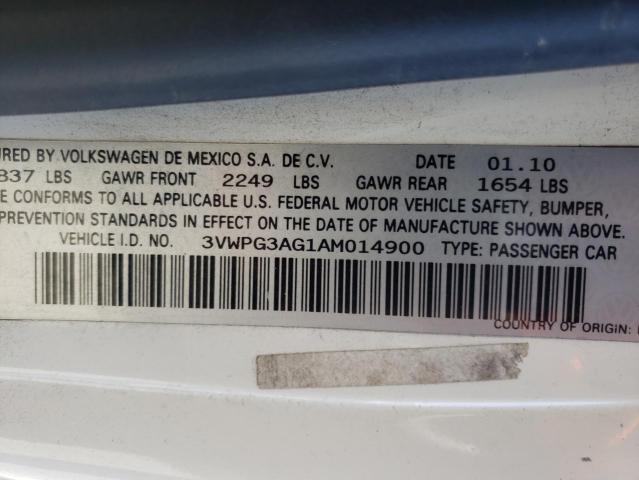 URED BY VOLKSWAGEN DE MEXICO S.A. DE C.V. DATE 01.10
837 LBS GAWR FRONT 2249 LBS GAWR REAR 1654 LBS
E CONFORMS TO ALL APPLICABLE U.S. FEDERAL MOTOR VEHICLE SAFETY, BUMPER,
PREVENTION STANDARDS IN EFFECT ON THE DATE OF MANUFACTURE SHOWN ABOVE.
VEHICLE I.D. NO. 3VWPG3AG1AM014900 TYPE: PASSENGER CAR
COUNTRY OF ORIGIN: